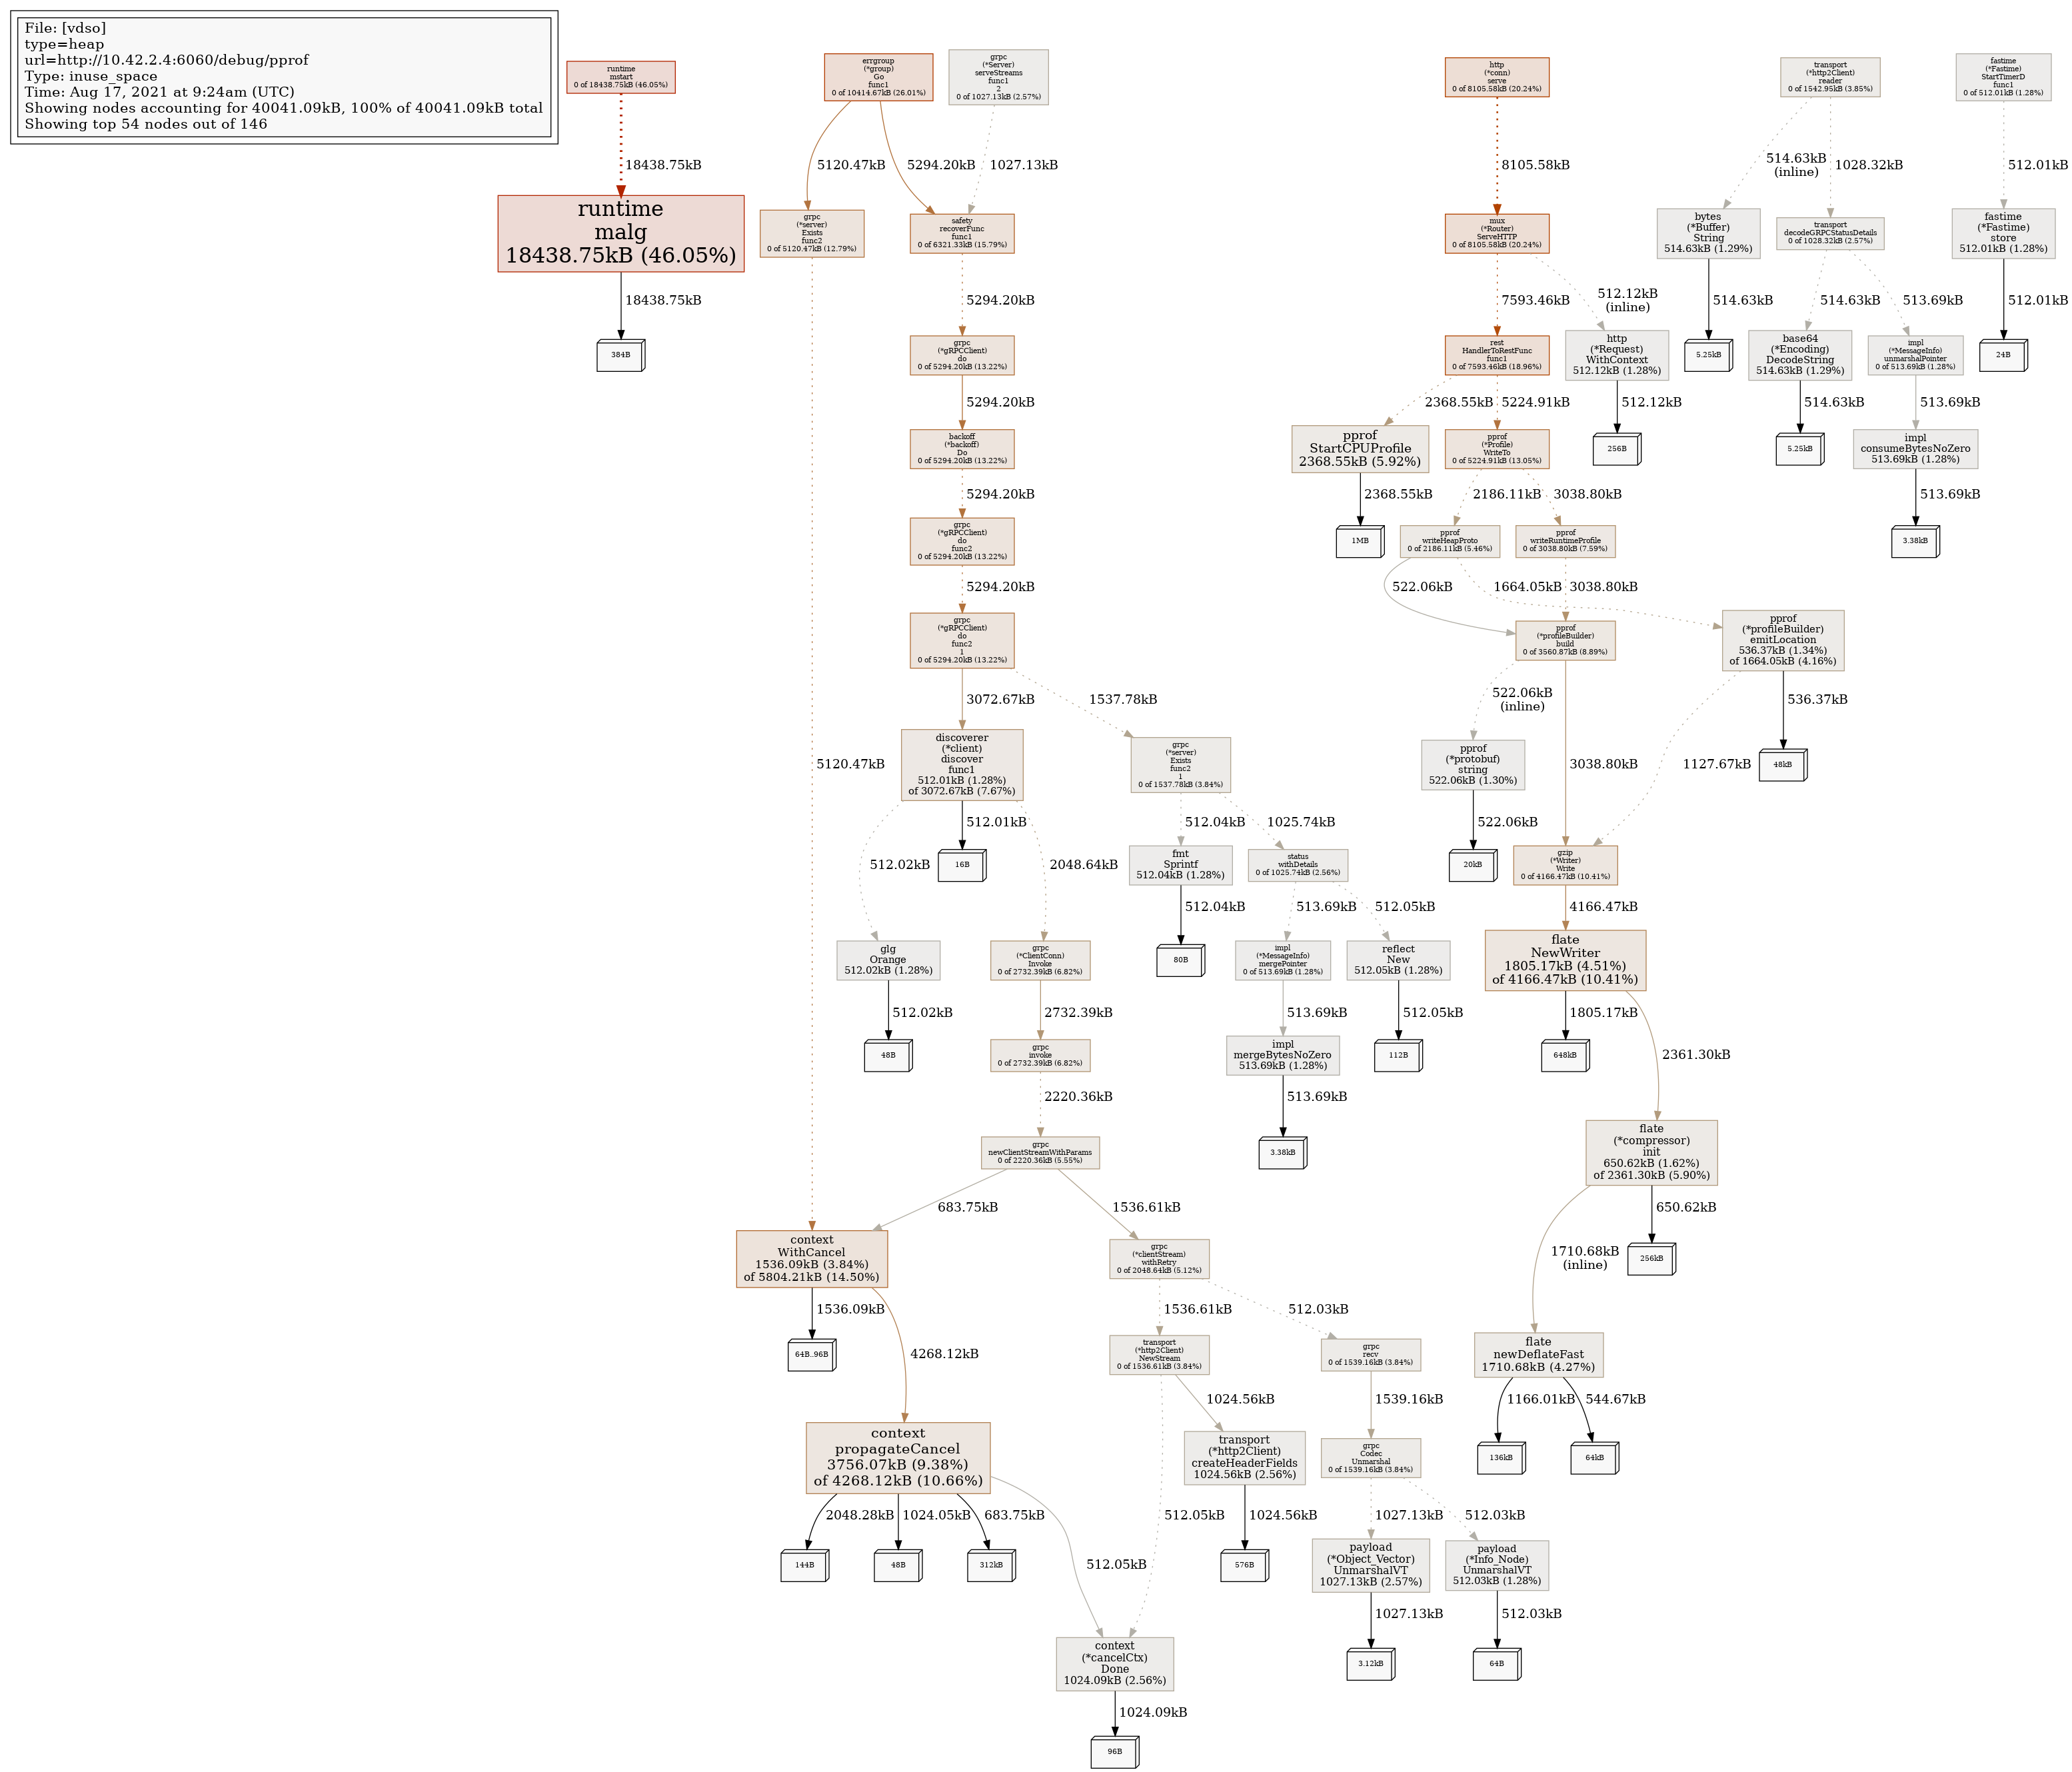 File: [vdso]
type=heap
url=http://10.42.2.4:6060/debug/pprof
Type: inuse_space
Time: Aug 17, 2021 at 9:24am (UTC)
Showing nodes accounting for 40041.09kB, 100% of 40041.09kB total
Showing top 54 nodes out of 146
runtime
mstart
0 of 18438.75kB (46.05%)
18438.75kB
runtime
malg
18438.75kB (46.05%)
18438.75kB
384B
errgroup
(*group)
Go
func1
0 of 10414.67kB (26.01%)
grpc
(*Server)
serveStreams
func1
2
0 of 1027.13kB (2.57%)
5120.47kB
5294.20kB
1027.13kB
grpc
(*server)
Exists
func2
0 of 5120.47kB (12.79%)
safety
recoverFunc
func1
0 of 6321.33kB (15.79%)
5294.20kB
grpc
(*gRPCClient)
do
0 of 5294.20kB (13.22%)
5294.20kB
backoff
(*backoff)
Do
0 of 5294.20kB (13.22%)
5294.20kB
grpc
(*gRPCClient)
do
func2
0 of 5294.20kB (13.22%)
5294.20kB
grpc
(*gRPCClient)
do
func2
1
0 of 5294.20kB (13.22%)
3072.67kB
1537.78kB
5120.47kB
discoverer
(*client)
discover
func1
512.01kB (1.28%)
of 3072.67kB (7.67%)
grpc
(*server)
Exists
func2
1
0 of 1537.78kB (3.84%)
512.02kB
512.01kB
2048.64kB
512.04kB
1025.74kB
16B
fmt
Sprintf
512.04kB (1.28%)
status
withDetails
0 of 1025.74kB (2.56%)
512.04kB
513.69kB
512.05kB
glg
Orange
512.02kB (1.28%)
grpc
(*ClientConn)
Invoke
0 of 2732.39kB (6.82%)
80B
impl
(*MessageInfo)
mergePointer
0 of 513.69kB (1.28%)
reflect
New
512.05kB (1.28%)
512.02kB
2732.39kB
513.69kB
512.05kB
48B
grpc
invoke
0 of 2732.39kB (6.82%)
impl
mergeBytesNoZero
513.69kB (1.28%)
112B
2220.36kB
513.69kB
grpc
newClientStreamWithParams
0 of 2220.36kB (5.55%)
3.38kB
683.75kB
1536.61kB
context
WithCancel
1536.09kB (3.84%)
of 5804.21kB (14.50%)
grpc
(*clientStream)
withRetry
0 of 2048.64kB (5.12%)
1536.09kB
4268.12kB
1536.61kB
512.03kB
64B..96B
transport
(*http2Client)
NewStream
0 of 1536.61kB (3.84%)
grpc
recv
0 of 1539.16kB (3.84%)
1024.56kB
1539.16kB
context
propagateCancel
3756.07kB (9.38%)
of 4268.12kB (10.66%)
transport
(*http2Client)
createHeaderFields
1024.56kB (2.56%)
grpc
Codec
Unmarshal
0 of 1539.16kB (3.84%)
2048.28kB
1024.05kB
683.75kB
512.05kB
512.05kB
1024.56kB
1027.13kB
512.03kB
144B
48B
312kB
576B
payload
(*Object_Vector)
UnmarshalVT
1027.13kB (2.57%)
payload
(*Info_Node)
UnmarshalVT
512.03kB (1.28%)
1027.13kB
512.03kB
context
(*cancelCtx)
Done
1024.09kB (2.56%)
3.12kB
64B
1024.09kB
96B
http
(*conn)
serve
0 of 8105.58kB (20.24%)
8105.58kB
mux
(*Router)
ServeHTTP
0 of 8105.58kB (20.24%)
7593.46kB
512.12kB
(inline)
rest
HandlerToRestFunc
func1
0 of 7593.46kB (18.96%)
http
(*Request)
WithContext
512.12kB (1.28%)
2368.55kB
5224.91kB
512.12kB
pprof
StartCPUProfile
2368.55kB (5.92%)
pprof
(*Profile)
WriteTo
0 of 5224.91kB (13.05%)
256B
2368.55kB
2186.11kB
3038.80kB
1MB
pprof
writeHeapProto
0 of 2186.11kB (5.46%)
pprof
writeRuntimeProfile
0 of 3038.80kB (7.59%)
522.06kB
1664.05kB
3038.80kB
pprof
(*profileBuilder)
build
0 of 3560.87kB (8.89%)
pprof
(*profileBuilder)
emitLocation
536.37kB (1.34%)
of 1664.05kB (4.16%)
522.06kB
(inline)
3038.80kB
1127.67kB
536.37kB
pprof
(*protobuf)
string
522.06kB (1.30%)
48kB
522.06kB
20kB
gzip
(*Writer)
Write
0 of 4166.47kB (10.41%)
4166.47kB
flate
NewWriter
1805.17kB (4.51%)
of 4166.47kB (10.41%)
1805.17kB
2361.30kB
648kB
flate
(*compressor)
init
650.62kB (1.62%)
of 2361.30kB (5.90%)
1710.68kB
(inline)
650.62kB
256kB
flate
newDeflateFast
1710.68kB (4.27%)
1166.01kB
544.67kB
136kB
64kB
transport
(*http2Client)
reader
0 of 1542.95kB (3.85%)
514.63kB
(inline)
1028.32kB
bytes
(*Buffer)
String
514.63kB (1.29%)
transport
decodeGRPCStatusDetails
0 of 1028.32kB (2.57%)
514.63kB
514.63kB
513.69kB
5.25kB
base64
(*Encoding)
DecodeString
514.63kB (1.29%)
impl
(*MessageInfo)
unmarshalPointer
0 of 513.69kB (1.28%)
514.63kB
513.69kB
5.25kB
impl
consumeBytesNoZero
513.69kB (1.28%)
513.69kB
3.38kB
fastime
(*Fastime)
StartTimerD
func1
0 of 512.01kB (1.28%)
512.01kB
fastime
(*Fastime)
store
512.01kB (1.28%)
512.01kB
24B